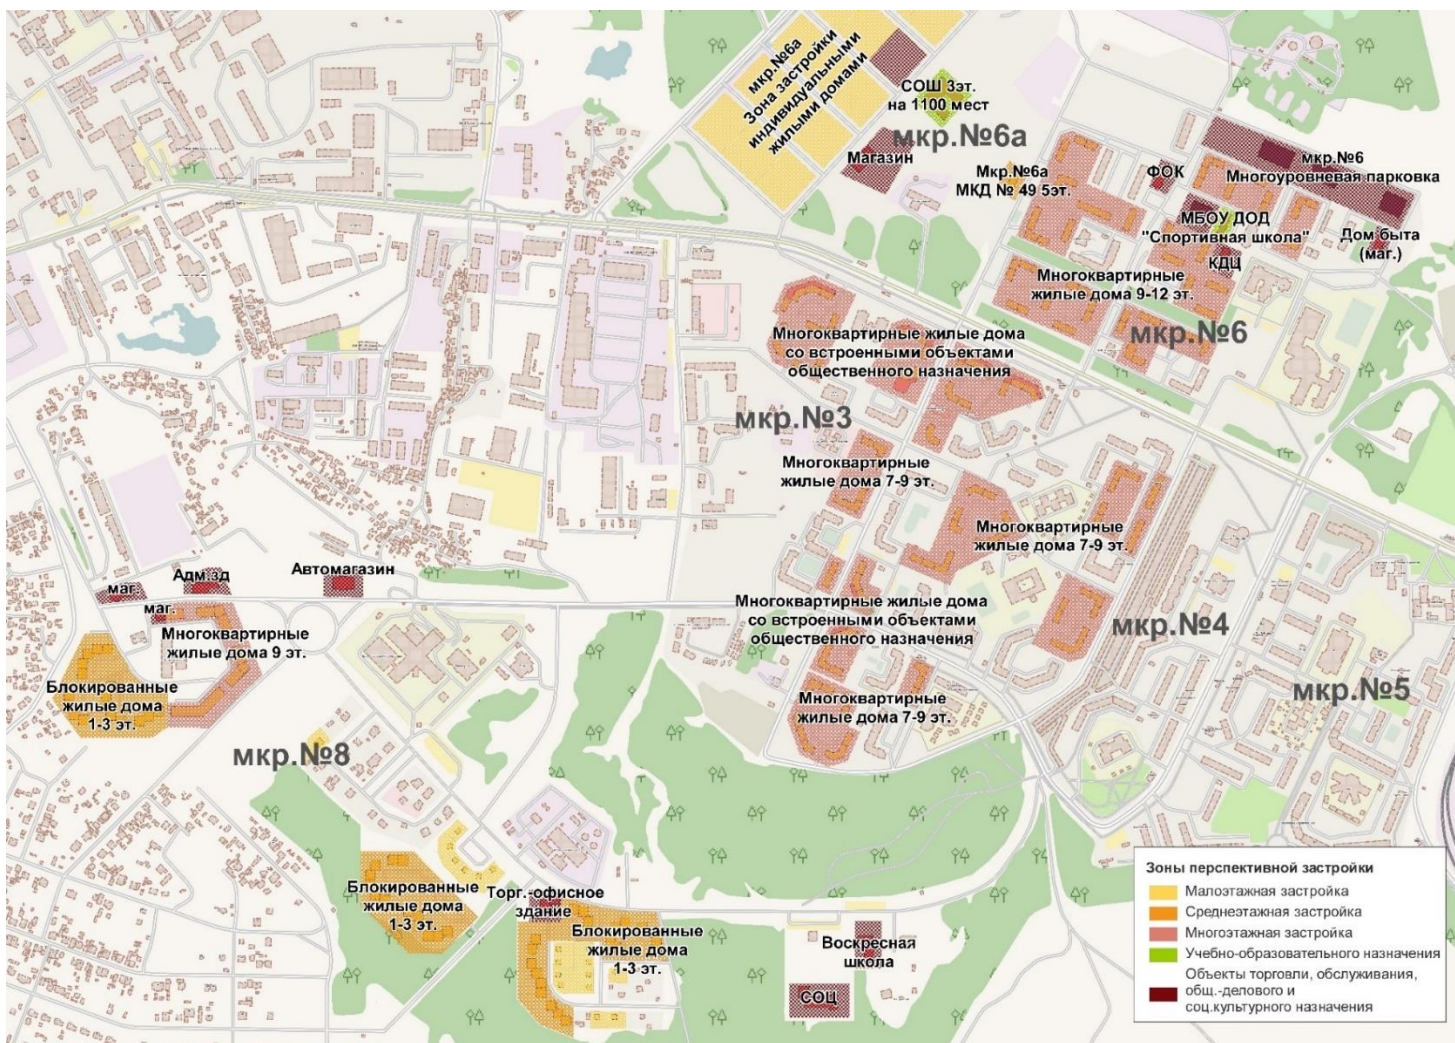 мкр.№6а
Зона застройки
индивидуальными
жилыми домами
СОШ 3эт.
на 1100 мест
мкр.№6а
Магазин
Мкр.№6а
МКД № 49 5эт.
ФОК
мкр.№6
Многоуровневая парковка
МБОУ ДОД
"Спортивная школа"
КДЦ
Дом быта
(маг.)
Многоквартирные
жилые дома 9-12 эт.
мкр.№6
Многоквартирные жилые дома
со встроенными объектами
общественного назначения
мкр.№3
Многоквартирные
жилые дома 7-9 эт.
Многоквартирные
жилые дома 7-9 эт.
маг.
Адм.зд
Автомагазин
маг.
Многоквартирные
жилые дома 9 эт.
Многоквартирные жилые дома
со встроенными объектами
общественного назначения
мкр.№4
Блокированные
жилые дома
1-3 эт.
Многоквартирные
жилые дома 7-9 эт.
мкр.№5
мкр.№8
Блокированные
жилые дома
1-3 эт.
Торг.-офисное
здание
Блокированные
жилые дома
1-3 эт.
Воскресная
школа
СОЦ
Зоны перспективной застройки
Малоэтажная застройка
Среднеэтажная застройка
Многоэтажная застройка
Учебно-образовательного назначения
Объекты торговли, обслуживания,
общ.-делового и
соц.культурного назначения